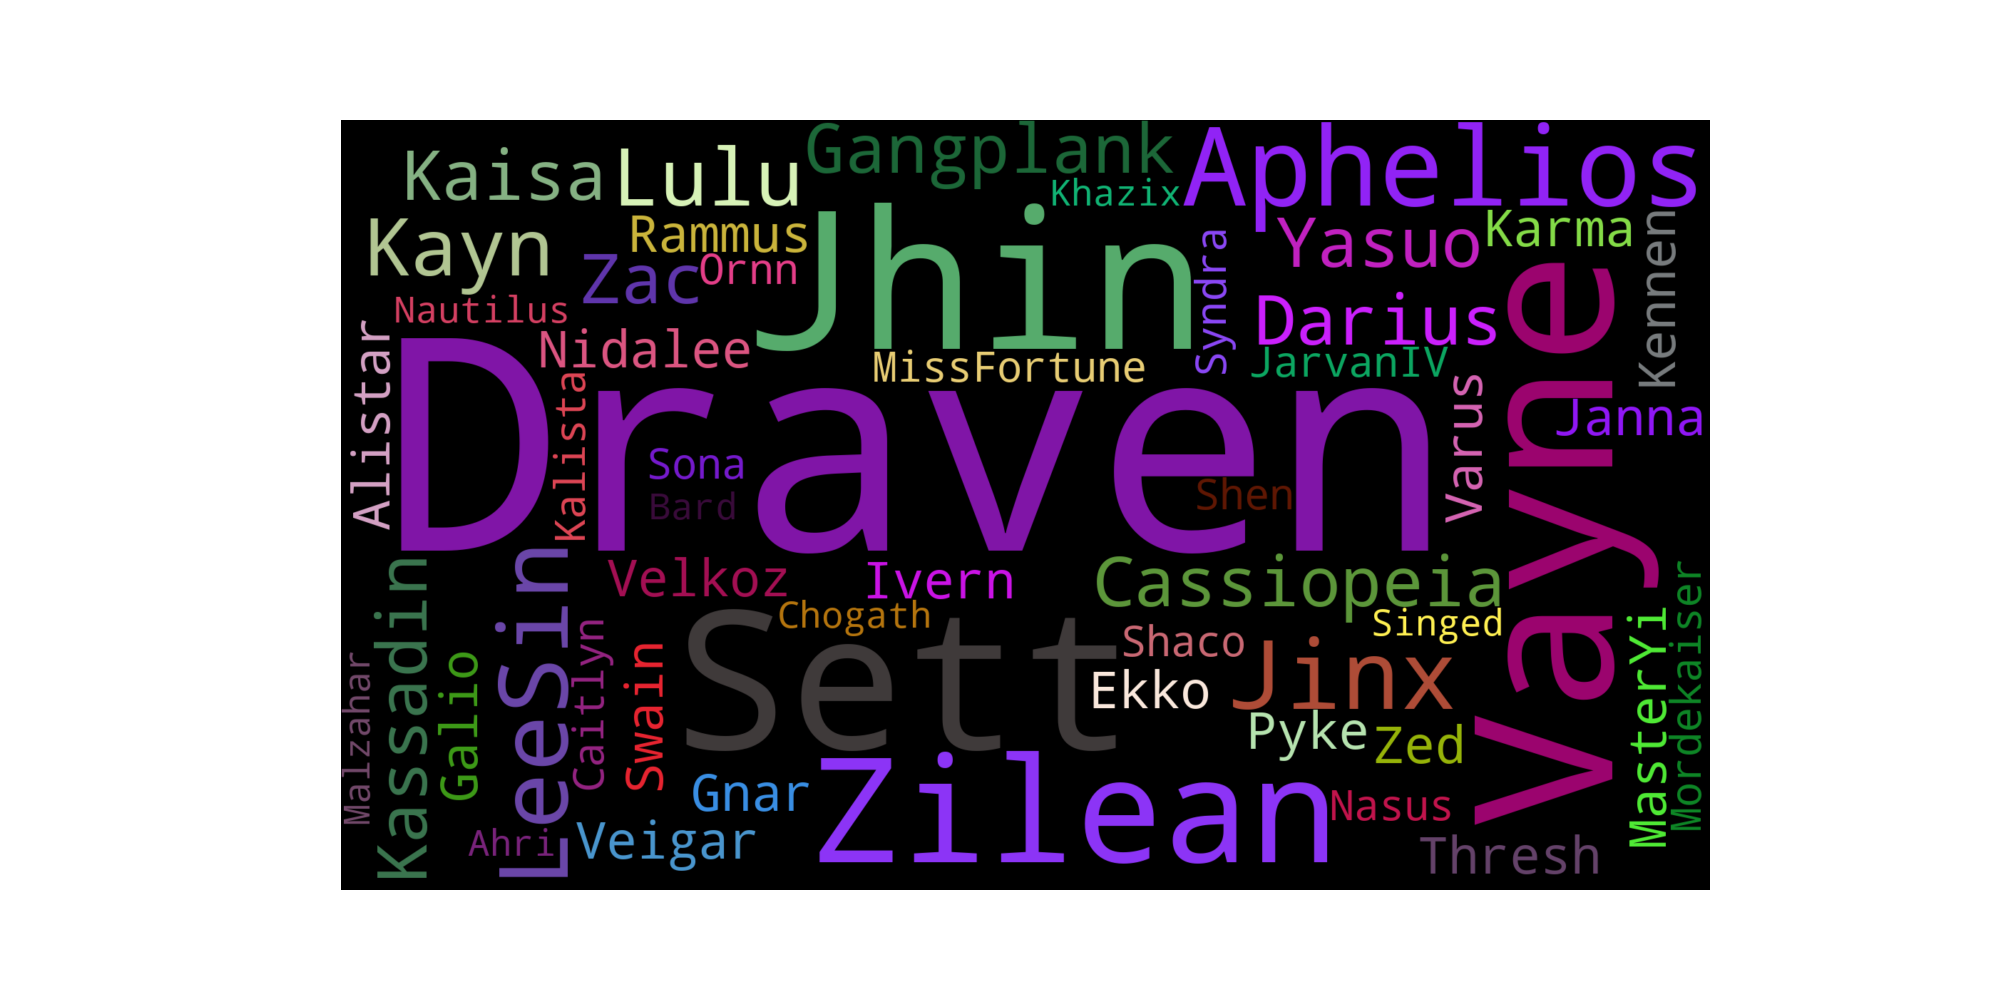 Gangplank
Aphelios
Kaisa
Lulu
Khazix
Kayn
Rammus
Jhin
Yasuo
Karma
Kennen
Zac
Ornn
Syndra
Nautilus
Darius
Nidalee
MissFortune
JarvanIV
Alistar
Draven
Kalista
Varus
Vayne
Janna
Sona
Bard
Shen
Kassadin
LeeSin
Velkoz
Ivern
Cassiopeia
Chogath
Singed
Sett
Shaco
Jinx
MasterYi
Mordekaiser
Malzahar
Galio
Caitlyn
Swain
Ekko
Pyke
Zed
Gnar
Zilean
Nasus
Ahri
Veigar
Thresh